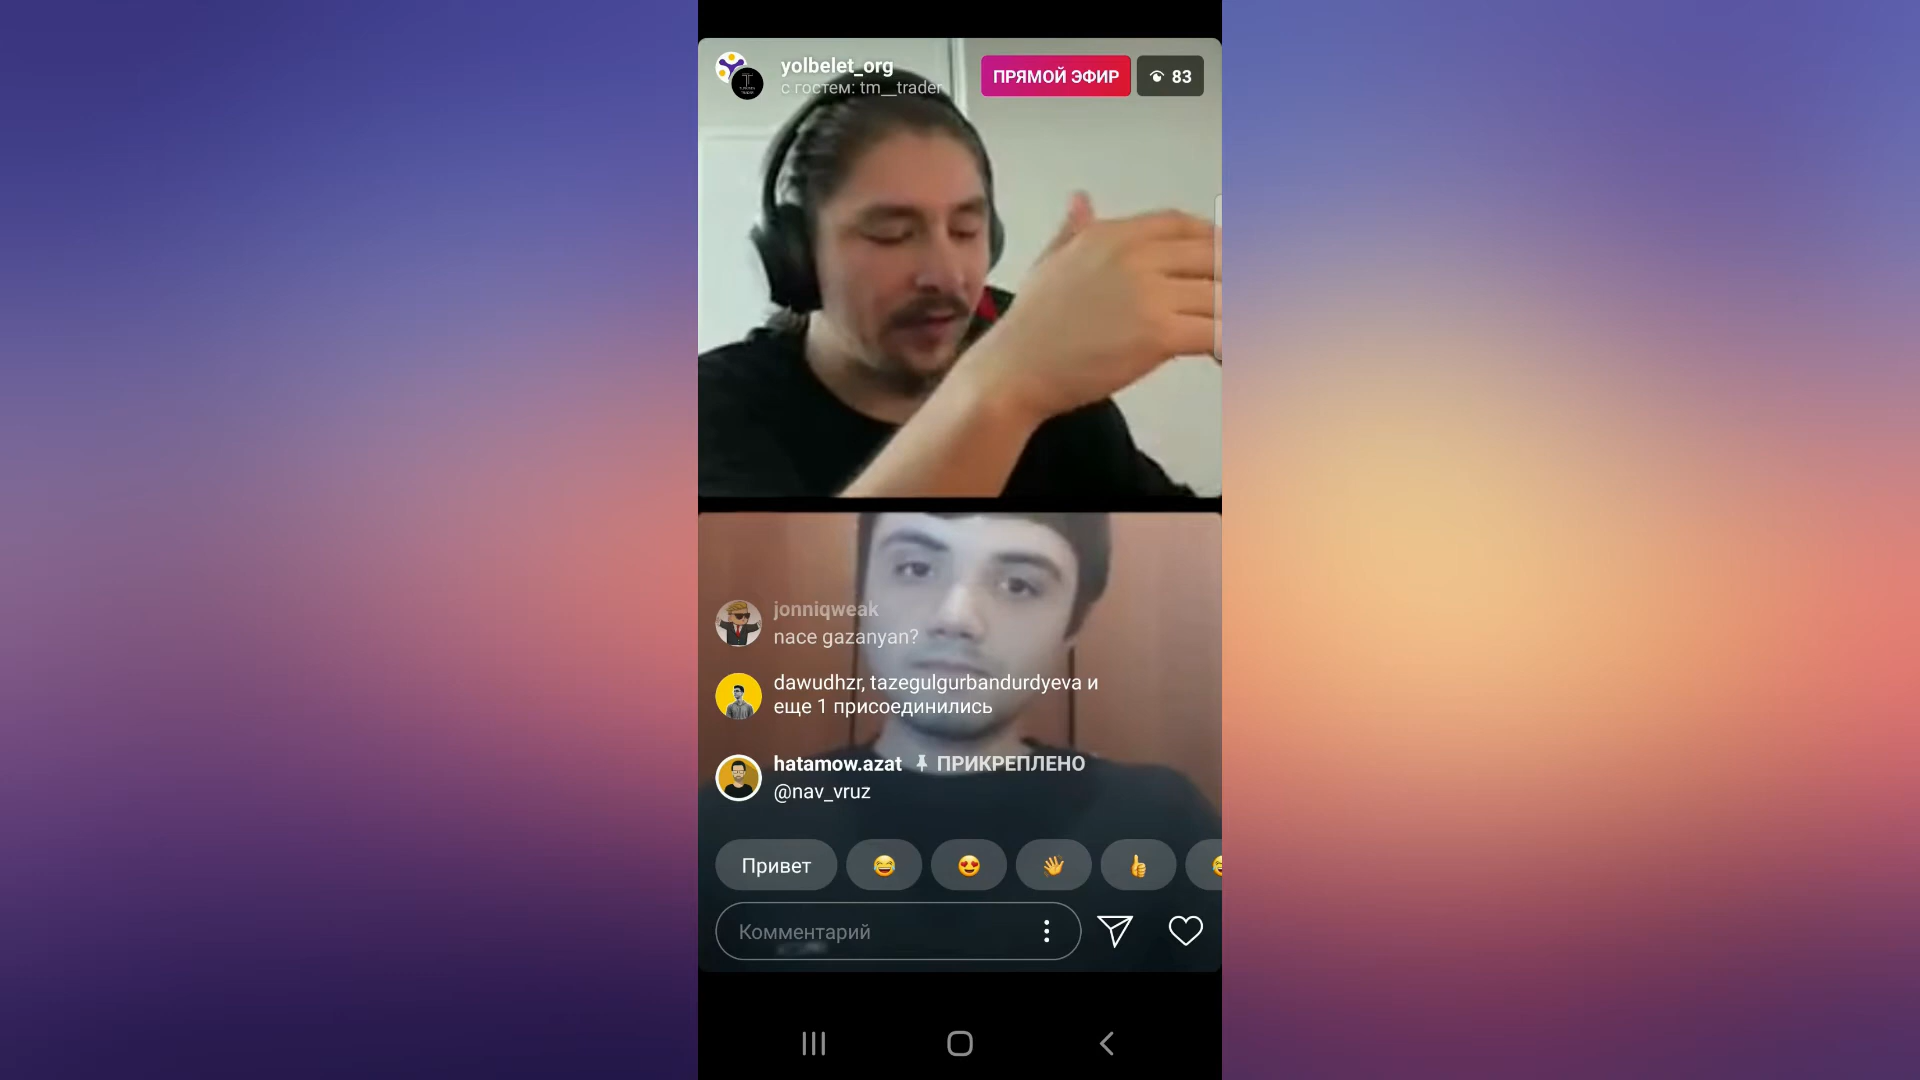 yolbelet_org
с гостем: tm__trader
ПРЯМОЙ ЭФИР
83
jonniqweak
nace gazanyan?
dawudhzr, tazegulgurbandurdyeva и
еще 1 присоединились
hatamow.azat ПРИКРЕПЛЕНО
@nav_vruz
Привет
Комментарий